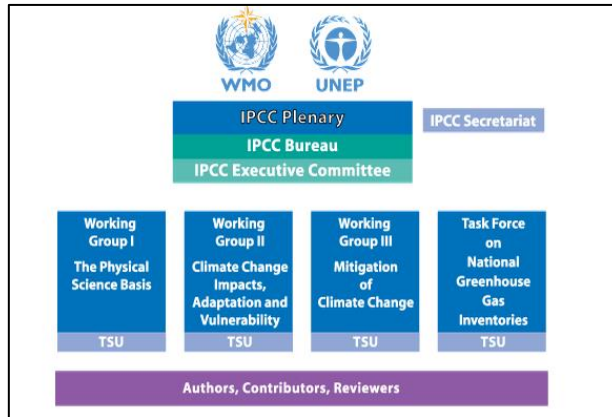 WMO
UNEP
IPCC Plenary
IPCC Secretariat
IPCC Bureau
IPCC Executive Committee
Working
Group I
The Physical
Science Basis
TSU
Working
Group II
Climate Change
Impacts,
Adaptation and
Vulnerability
TSU
Working
Group III
Mitigation
of
Climate Change
TSU
Task Force
on
National
Greenhouse
Gas
Inventories
TSU
Authors, Contributors, Reviewers